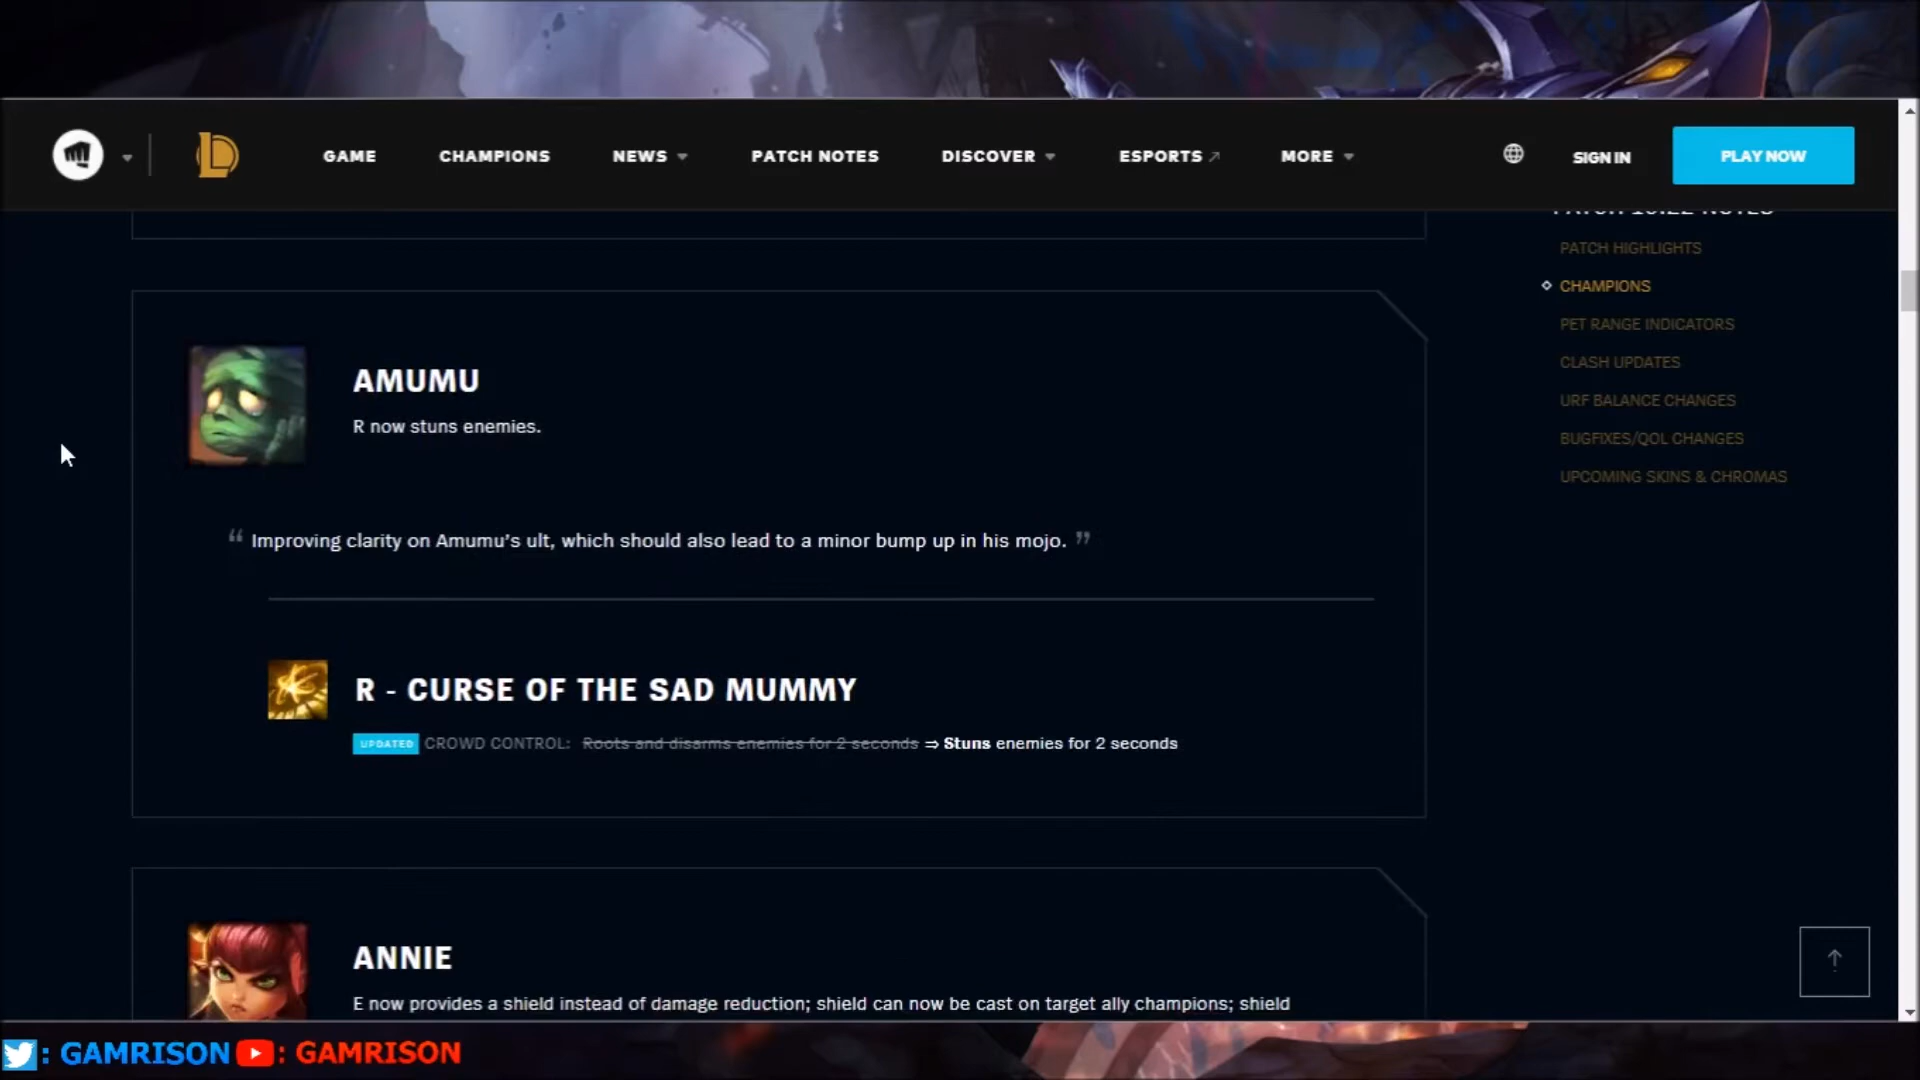 GAME CHAMPIONS NEWS PATCH NOTES DISCOVER ESPORTS MORE SIGN IN PLAY NOW
PATCH HIGHLIGHTS
CHAMPIONS
PET RANGE INDICATORS
CLASH UPDATES
URF BALANCE CHANGES
BUGFIXES/QOL CHANGES
UPCOMING SKINS & CHROMAS
AMUMU
R now stuns enemies.
“ Improving clarity on Amumu's ult, which should also lead to a minor bump up in his mojo. ”
R - CURSE OF THE SAD MUMMY
UPDATED CROWD CONTROL: Roots and disarms enemies for 2 seconds ⇒ Stuns enemies for 2 seconds
ANNIE
E now provides a shield instead of damage reduction; shield can now be cast on target ally champions; shield
: GAMRISON : GAMRISON